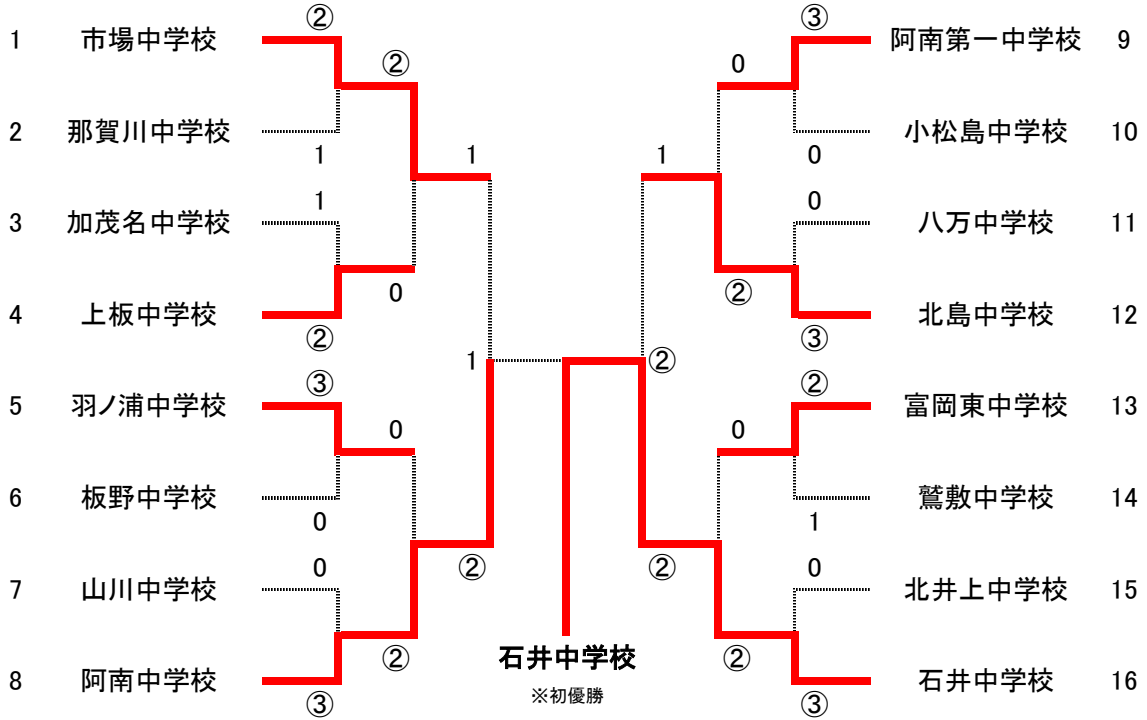 ② ③
1 市場中学校 阿南第一中学校 9
② 0
2 那賀川中学校 小松島中学校 10
1 1 1 0
1 0
3 加茂名中学校 八万中学校 11
0 ②
4 上板中学校 北島中学校 12
② ③
1 ②
③ ②
5 羽ノ浦中学校 富岡東中学校 13
0 0
6 板野中学校 鷲敷中学校 14
0 1
0 ② ② 0
7 山川中学校 北井上中学校 15
② 石井中学校 ②
8 阿南中学校 ※初優勝 石井中学校 16
③ ③